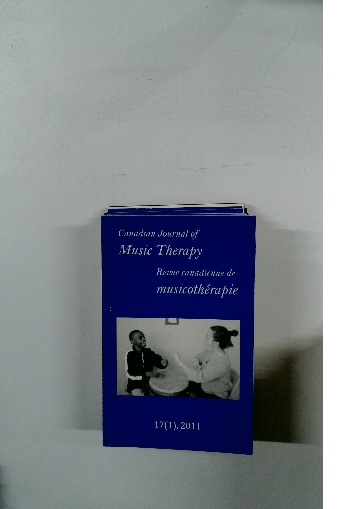 Canadian Journal of
Music Therapy
Revue canadienne de
musicothérapie
17(1), 2011